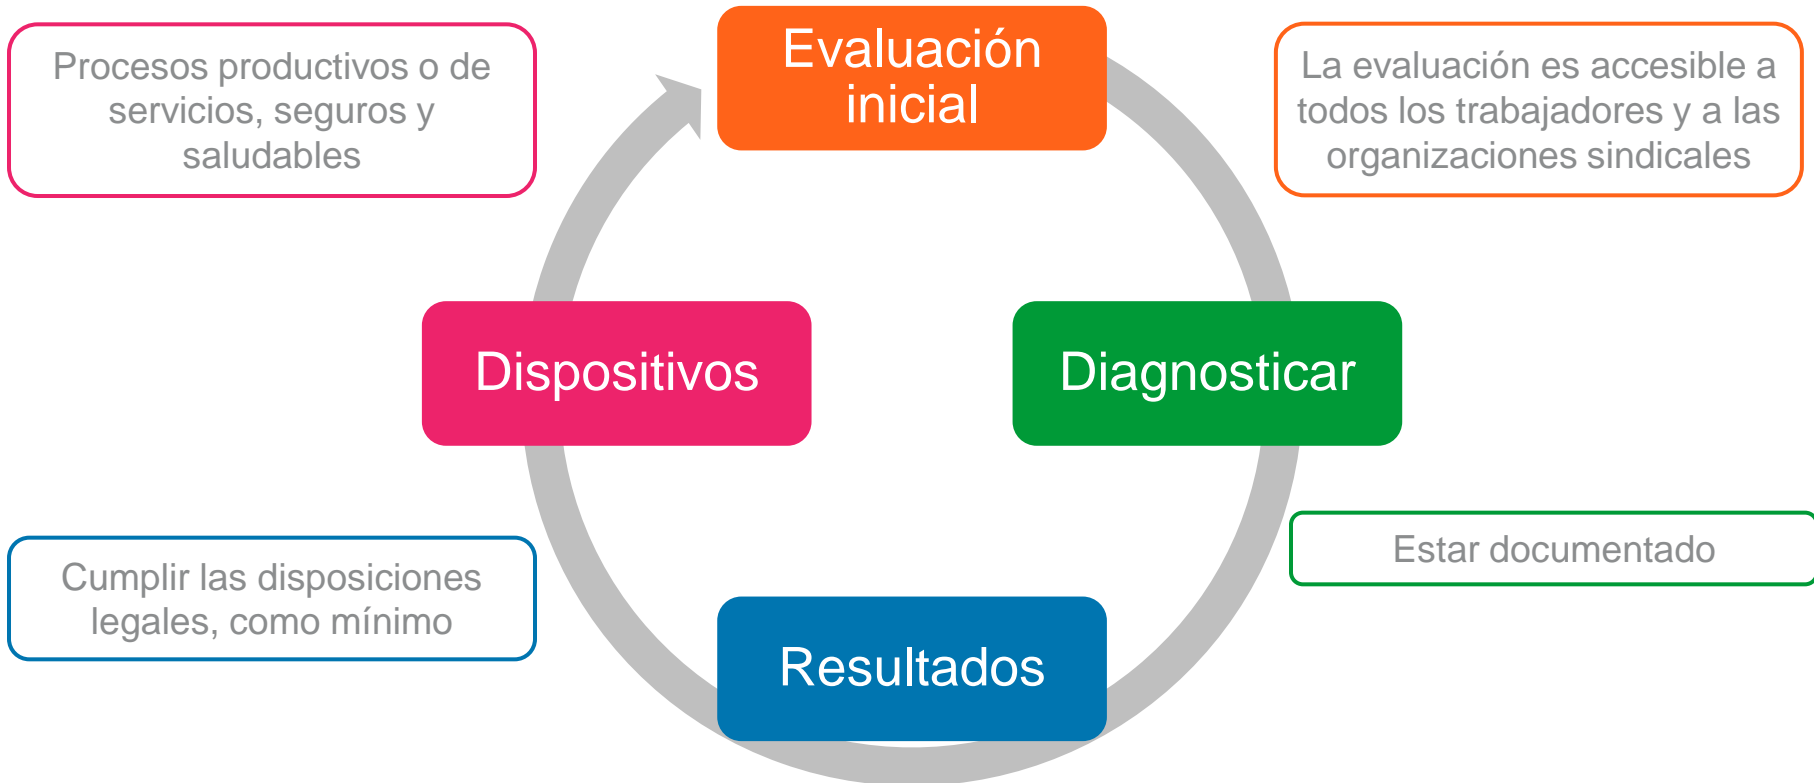 Evaluación
inicial
La evaluación es accesible a
todos los trabajadores y a las
organizaciones sindicales
Diagnosticar
Estar documentado
Resultados
Cumplir las disposiciones
legales, como mínimo
Dispositivos
Procesos productivos o de
servicios, seguros y
saludables